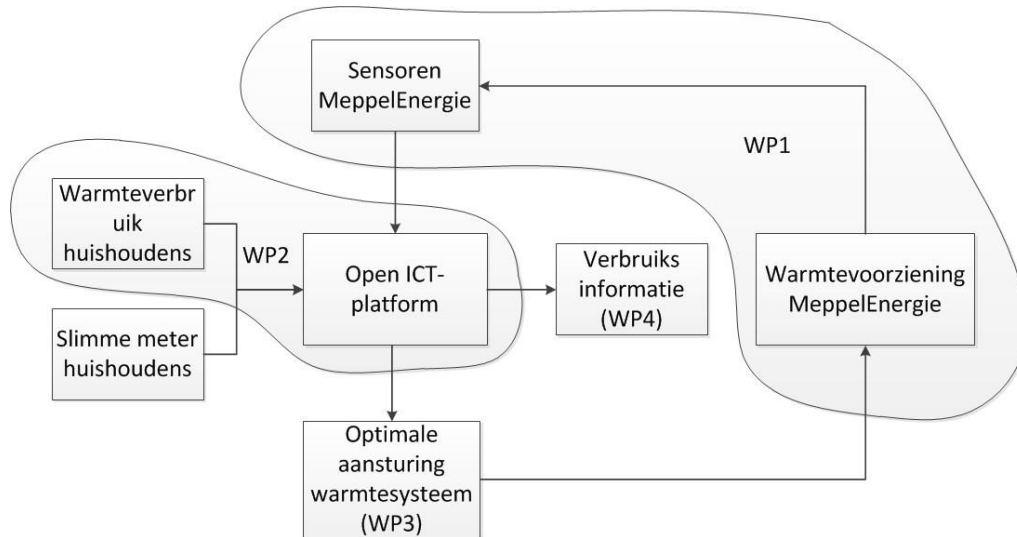 Sensoren
MeppelEnergie
WP1
Warmteverbr
uik
huishoudens
WP2
Open ICT-
platform
Verbruiks
informatie
(WP4)
Warmtevoorziening
MeppelEnergie
Slimme meter
huishoudens
Optimale
aansturing
warmtesysteem
(WP3)